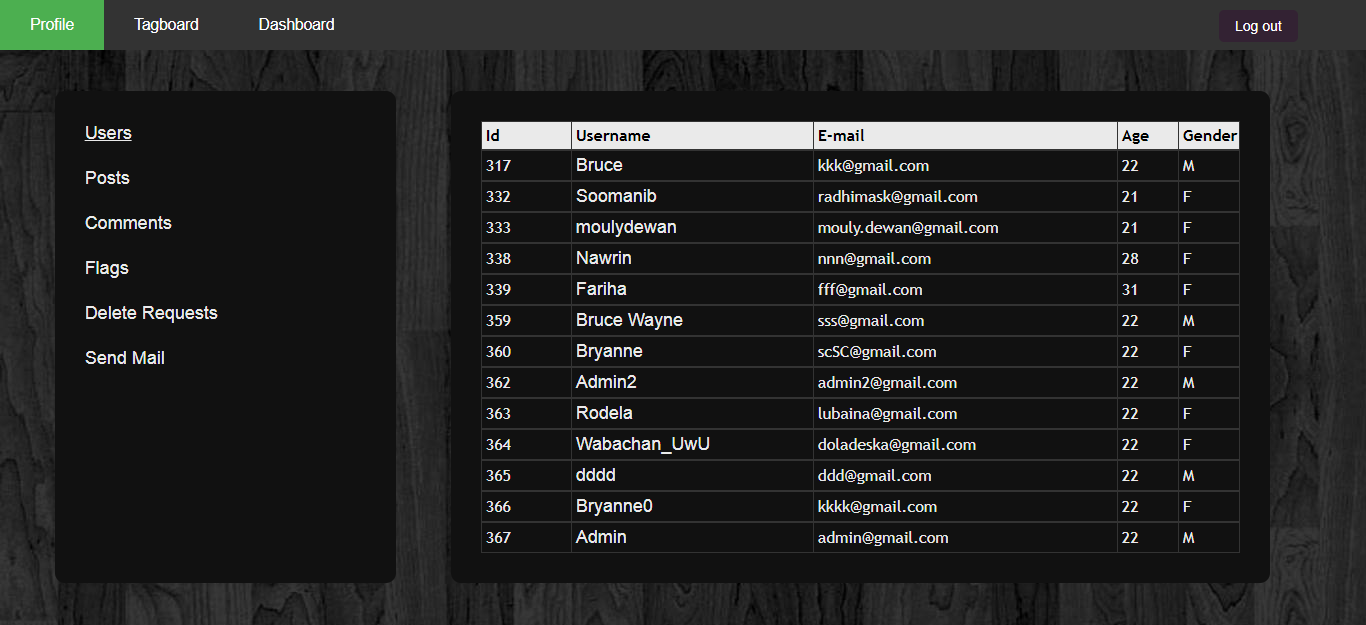 Profile Tagboard Dashboard Log out
Users
Posts
Comments
Flags
Delete Requests
Send Mail
Id Username E-mail Age Gender
317 Bruce kkk@gmail.com 22 M
332 Soomanib radhimask@gmail.com 21 F
333 moulydewan mouly.dewan@gmail.com 21 F
338 Nawrin nnn@gmail.com 28 F
339 Fariha fff@gmail.com 31 F
359 Bruce Wayne sss@gmail.com 22 M
360 Bryanne scSC@gmail.com 22 F
362 Admin2 admin2@gmail.com 22 M
363 Rodela lubaina@gmail.com 22 F
364 Wabachan_UwU doladeska@gmail.com 22 F
365 dddd ddd@gmail.com 22 M
366 Bryanne0 kkkk@gmail.com 22 F
367 Admin admin@gmail.com 22 M